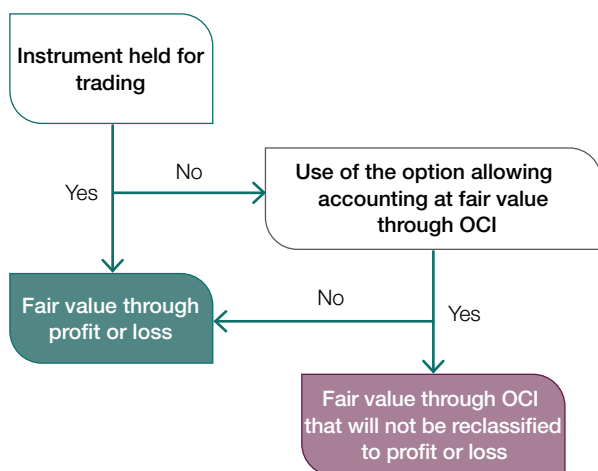 Instrument held for
trading
No
Yes
Use of the option allowing
accounting at fair value
through OCI
Fair value through
profit or loss
No
Yes
Fair value through OCI
that will not be reclassified
to profit or loss